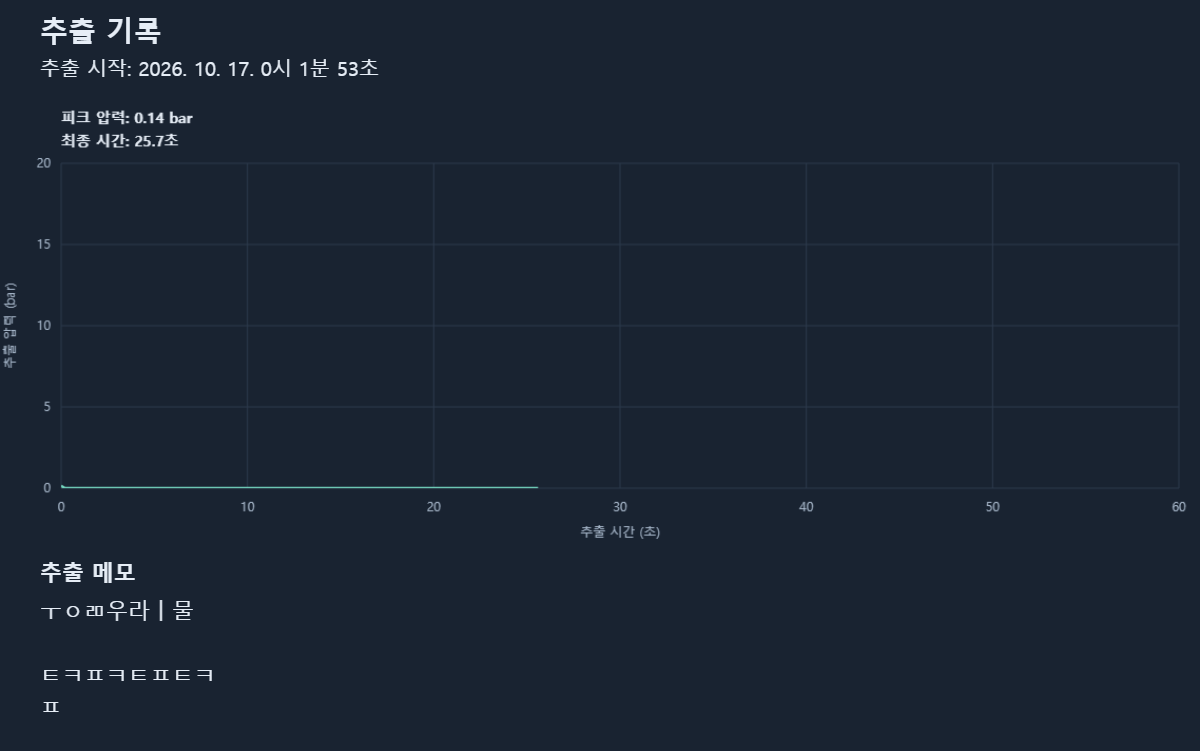 추출 기록
추출 시작: 2026. 10. 17. 0시 1분 53초
피크 압력: 0.14 bar
최종 시간: 25.7초
20
15
10
5
0
추출 압력 (bar)
0 10 20 30 40 50 60
추출 시간 (초)
추출 메모
ㅜㅇㄻ우라ㅣ물
ㅌㅋㅍㅋㅌㅍㅌㅋ
ㅍ